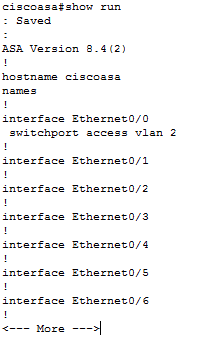 ciscoasa#show run
: Saved
:
ASA Version 8.4(2)
!
hostname ciscoasa
names
!
interface Ethernet0/0
 switchport access vlan 2
!
interface Ethernet0/1
!
interface Ethernet0/2
!
interface Ethernet0/3
!
interface Ethernet0/4
!
interface Ethernet0/5
!
interface Ethernet0/6
!
<--- More --->